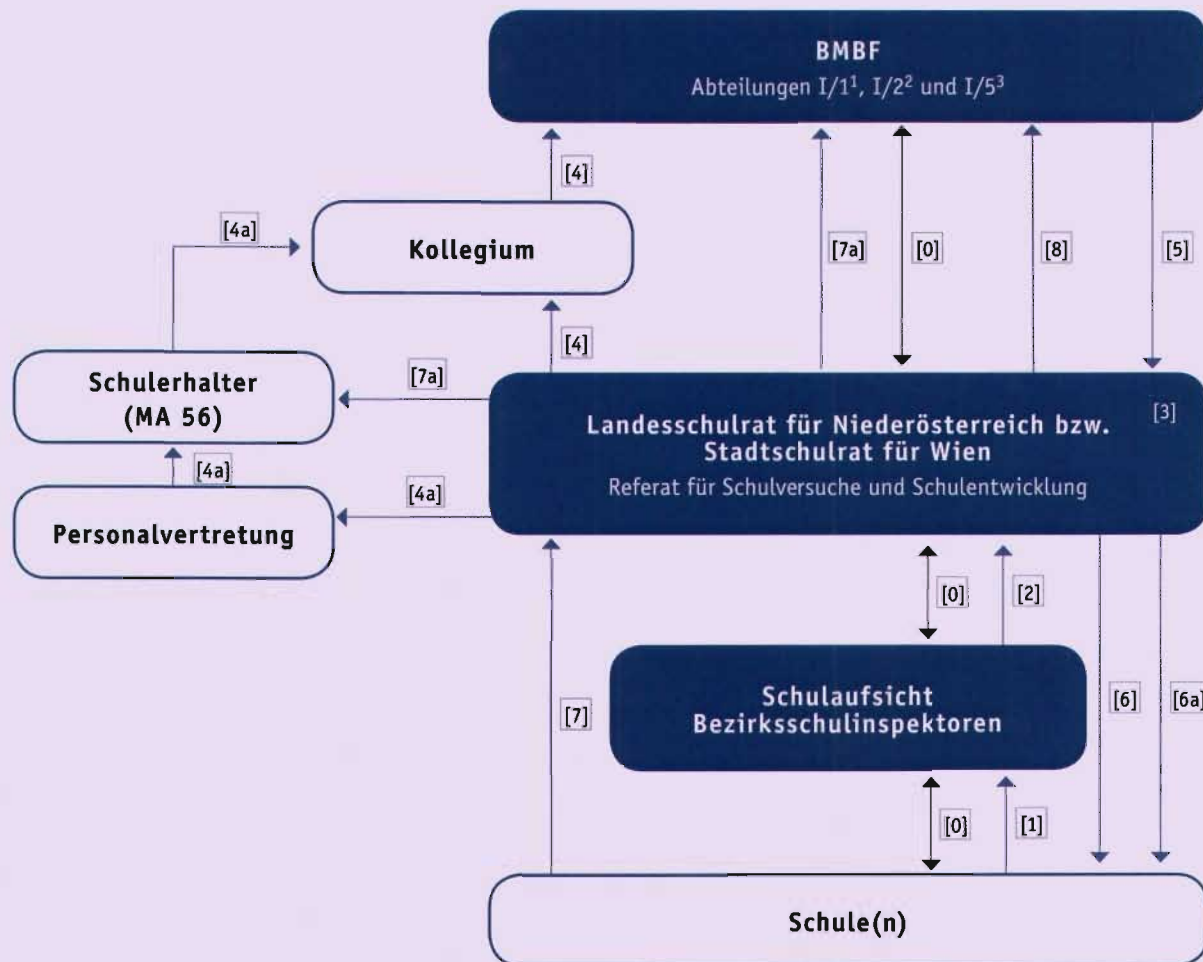 BMBF
Abteilungen I/1¹, I/2² und I/5³
[4]
[4a]
Kollegium
[7a]
[0]
[8]
[5]
[4]
Schulerhalter
(MA 56)
[7a]
Landesschulrat für Niederösterreich bzw.
Stadtschulrat für Wien
Referat für Schulversuche und Schulentwicklung
[3]
[4a]
[4a]
Personalvertretung
[0]
[2]
[7]
Schulaufsicht
Bezirksschulinspektoren
[6]
[6a]
[0]
[1]
Schule(n)